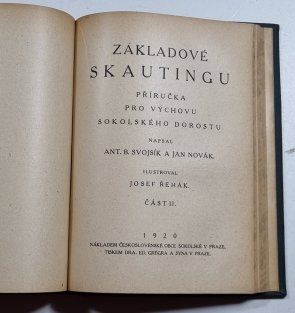 ZÁKLADOVÉ
SKAUTINGU
PŘÍRUČKA
PRO VÝCHOVU
SOKOLSKÉHO DOROSTU
NAPSAL
ANT. B. SVOJSÍK A JAN NOVÁK.
ILUSTROVAL
JOSEF ŘEHÁK.
ČÁST II.
1920
NÁKLADEM ČESKOSLOVENSKÉ OBCE SOKOLSKÉ V PRAZE.
TISKEM DRA. ED. GRÉGRA A SYNA V PRAZE.